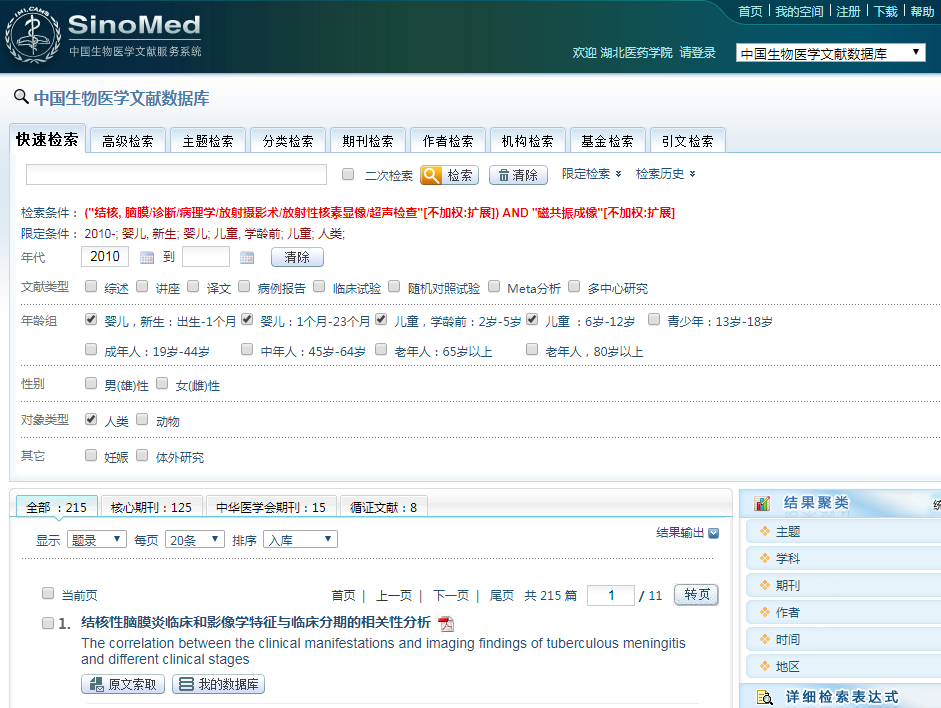 首页 | 我的空间 | 注册 | 下载 | 帮助
SinoMed
中国生物医学文献服务系统
欢迎 湖北医药学院 请登录 中国生物医学文献数据库
中国生物医学文献数据库
快速检索 高级检索 主题检索 分类检索 期刊检索 作者检索 机构检索 基金检索 引文检索
二次检索 检索 清除 限定检索 检索历史
检索条件： ("结核, 脑膜/诊断/病理学/放射摄影术/放射性核素显像/超声检查"[不加权:扩展]) AND "磁共振成像"[不加权:扩展]
限定条件： 2010-; 婴儿, 新生; 婴儿; 儿童, 学龄前; 儿童; 人类;
年代 2010 到 清除
文献类型 综述 讲座 译文 病例报告 临床试验 随机对照试验 Meta分析 多中心研究
年龄组 婴儿，新生：出生-1个月 婴儿：1个月-23个月 儿童，学龄前：2岁-5岁 儿童 ：6岁-12岁 青少年：13岁-18岁
成年人：19岁-44岁 中年人：45岁-64岁 老年人：65岁以上 老年人，80岁以上
性别 男(雄)性 女(雌)性
对象类型 人类 动物
其它 妊娠 体外研究
全部 ：215 核心期刊：125 中华医学会期刊：15 循证文献：8
显示 题录 每页 20条 排序 入库 结果输出
当前页 首页 | 上一页 | 下一页 | 尾页 共 215 篇 1 / 11 转页
1. 结核性脑膜炎临床和影像学特征与临床分期的相关性分析
The correlation between the clinical manifestations and imaging findings of tuberculous meningitis
and different clinical stages
原文索取 我的数据库
结果聚类
主题
学科
期刊
作者
时间
地区
详细检索表达式